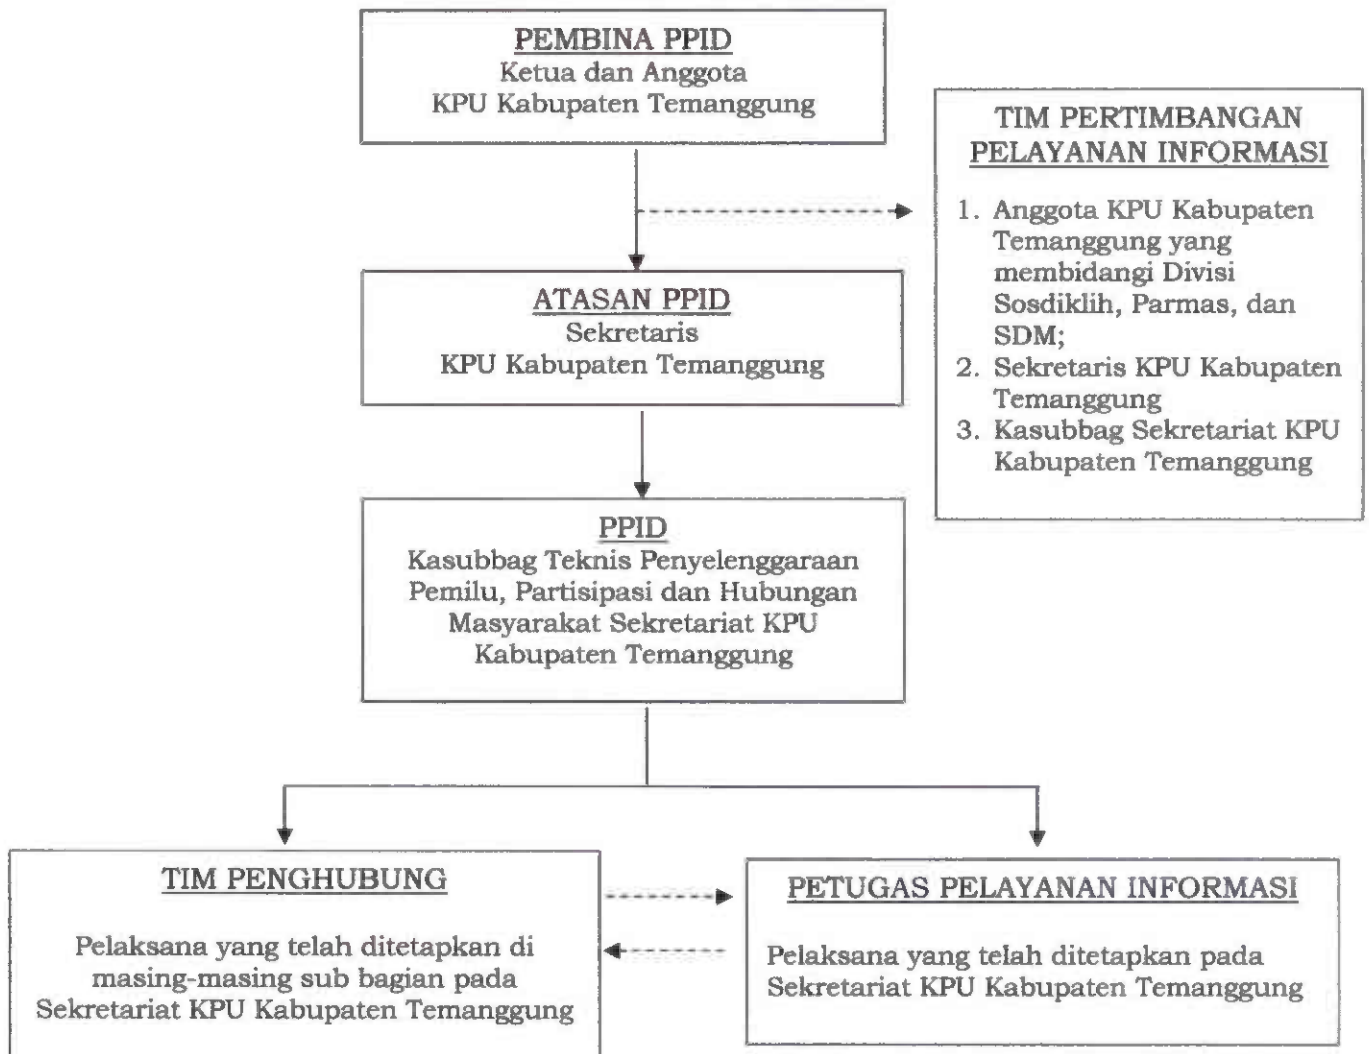 PEMBINA PPID
Ketua dan Anggota
KPU Kabupaten Temanggung
TIM PERTIMBANGAN
PELAYANAN INFORMASI
1. Anggota KPU Kabupaten
Temanggung yang
membidangi Divisi
Sosdiklih, Parmas, dan
SDM;
2. Sekretaris KPU Kabupaten
Temanggung
3. Kasubbag Sekretariat KPU
Kabupaten Temanggung
ATASAN PPID
Sekretaris
KPU Kabupaten Temanggung
PPID
Kasubbag Teknis Penyelenggaraan
Pemilu, Partisipasi dan Hubungan
Masyarakat Sekretariat KPU
Kabupaten Temanggung
TIM PENGHUBUNG
Pelaksana yang telah ditetapkan di
masing-masing sub bagian pada
Sekretariat KPU Kabupaten Temanggung
PETUGAS PELAYANAN INFORMASI
Pelaksana yang telah ditetapkan pada
Sekretariat KPU Kabupaten Temanggung